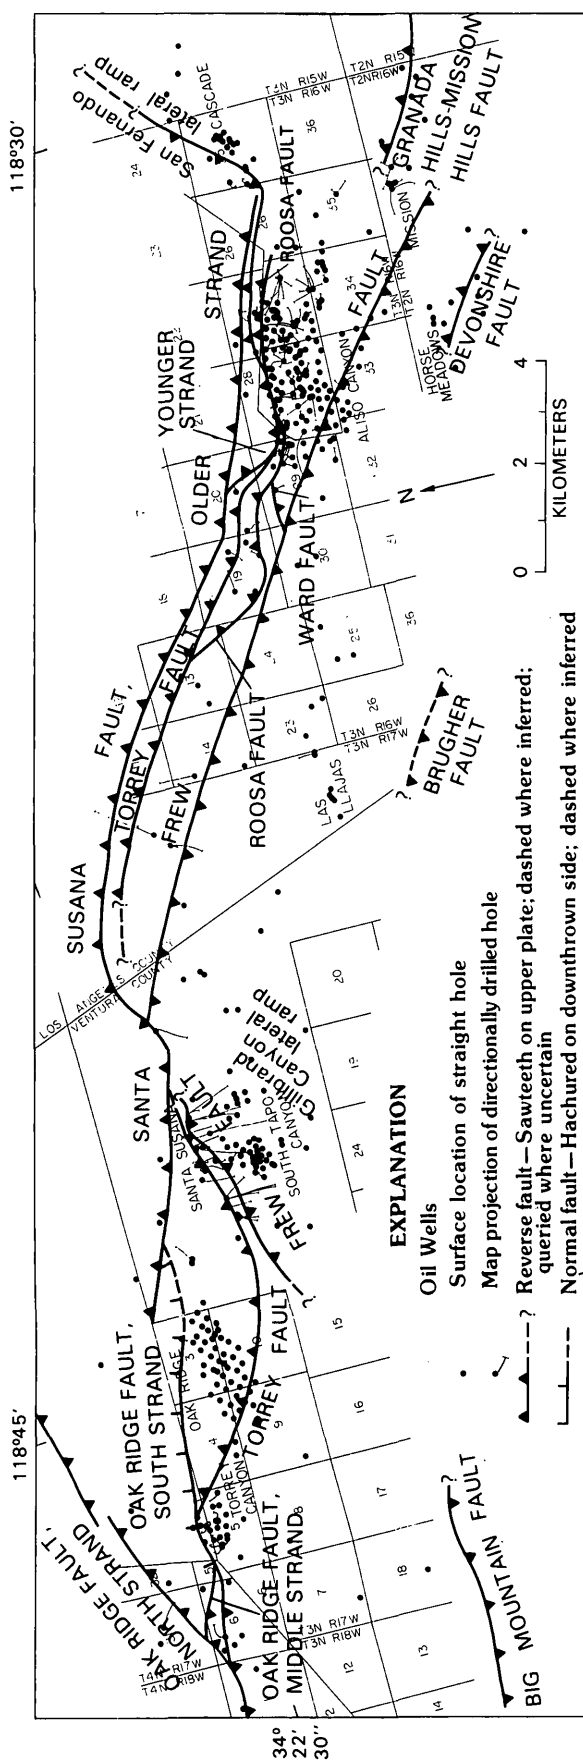 118°45'
118°30'
34°
22'
30"
OAK RIDGE FAULT,
NORTH STRAND
T4N R17W
T4N R18W
OAK RIDGE FAULT,
SOUTH STRAND
OAK RIDGE
TORREY FAULT
OAK RIDGE FAULT,
MIDDLE STRAND
T3N R17W
T3N R18W
BIG MOUNTAIN FAULT
SANTA SUSANA FAULT, OLDER STRAND
YOUNGER
STRAND
SANTA SUSANA
FREW FAULT
SOUTH TAPO
CANYON
Gillibrand
Canyon
lateral
ramp
VENTURA COUNTY
TORREY FAULT
FREW FAULT
ROOSA FAULT
WARD FAULT
ROOSA FAULT
LAS
LLAJAS
T3N R16W
T3N R17W
BRUGHER
FAULT
ALISO CANYON
San Fernando
lateral ramp
CASCADE
T3N R15W
T3N R16W
T2N R15W
T2N R16W
T3N R16W
T2N R16W
MISSION
GRANADA
HILLS-MISSION
HILLS FAULT
HORSE
MEADOWS
DEVONSHIRE
FAULT
N
0 2 4
KILOMETERS
EXPLANATION
Oil Wells
Surface location of straight hole
Map projection of directionally drilled hole
? Reverse fault—Sawteeth on upper plate; dashed where inferred;
queried where uncertain
Normal fault—Hachured on downthrown side; dashed where inferred